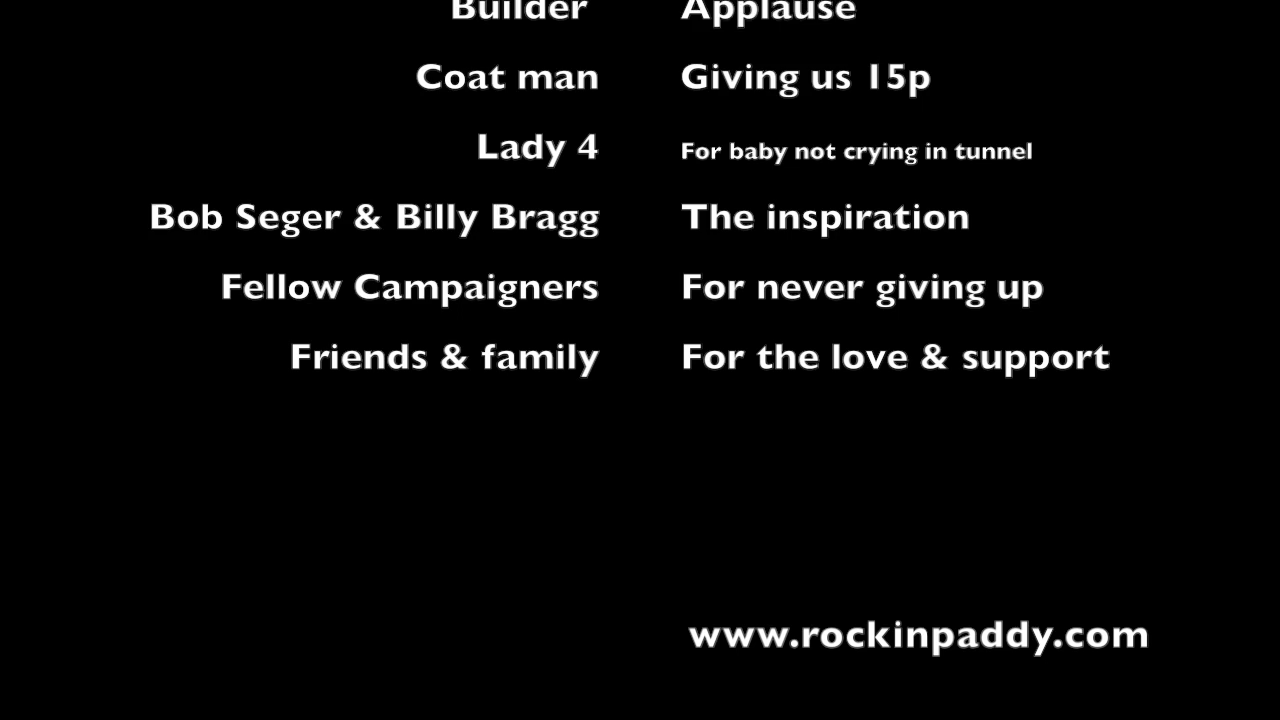 Builder Applause
Coat man Giving us 15p
Lady 4 For baby not crying in tunnel
Bob Seger & Billy Bragg The inspiration
Fellow Campaigners For never giving up
Friends & family For the love & support
www.rockinpaddy.com